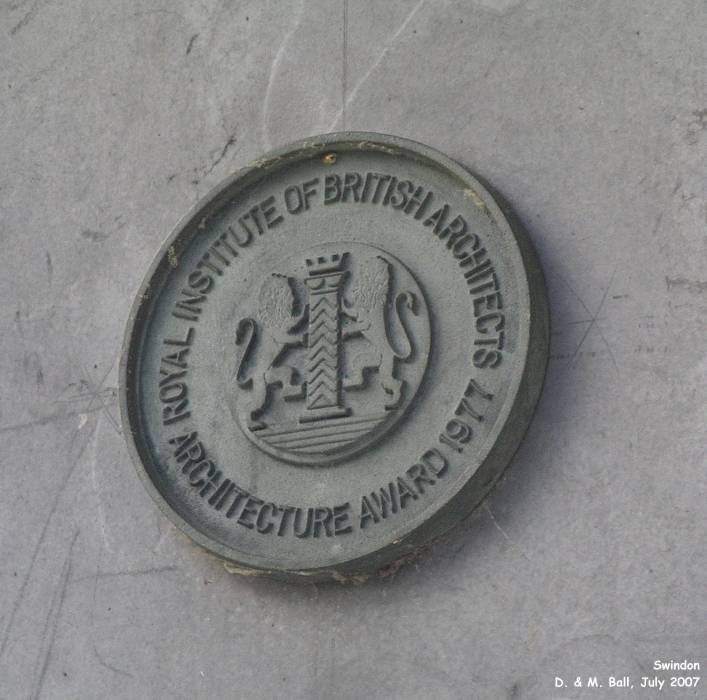 ROYAL INSTITUTE OF BRITISH ARCHITECTS
ARCHITECTURE AWARD 1977
Swindon
D. & M. Ball, July 2007